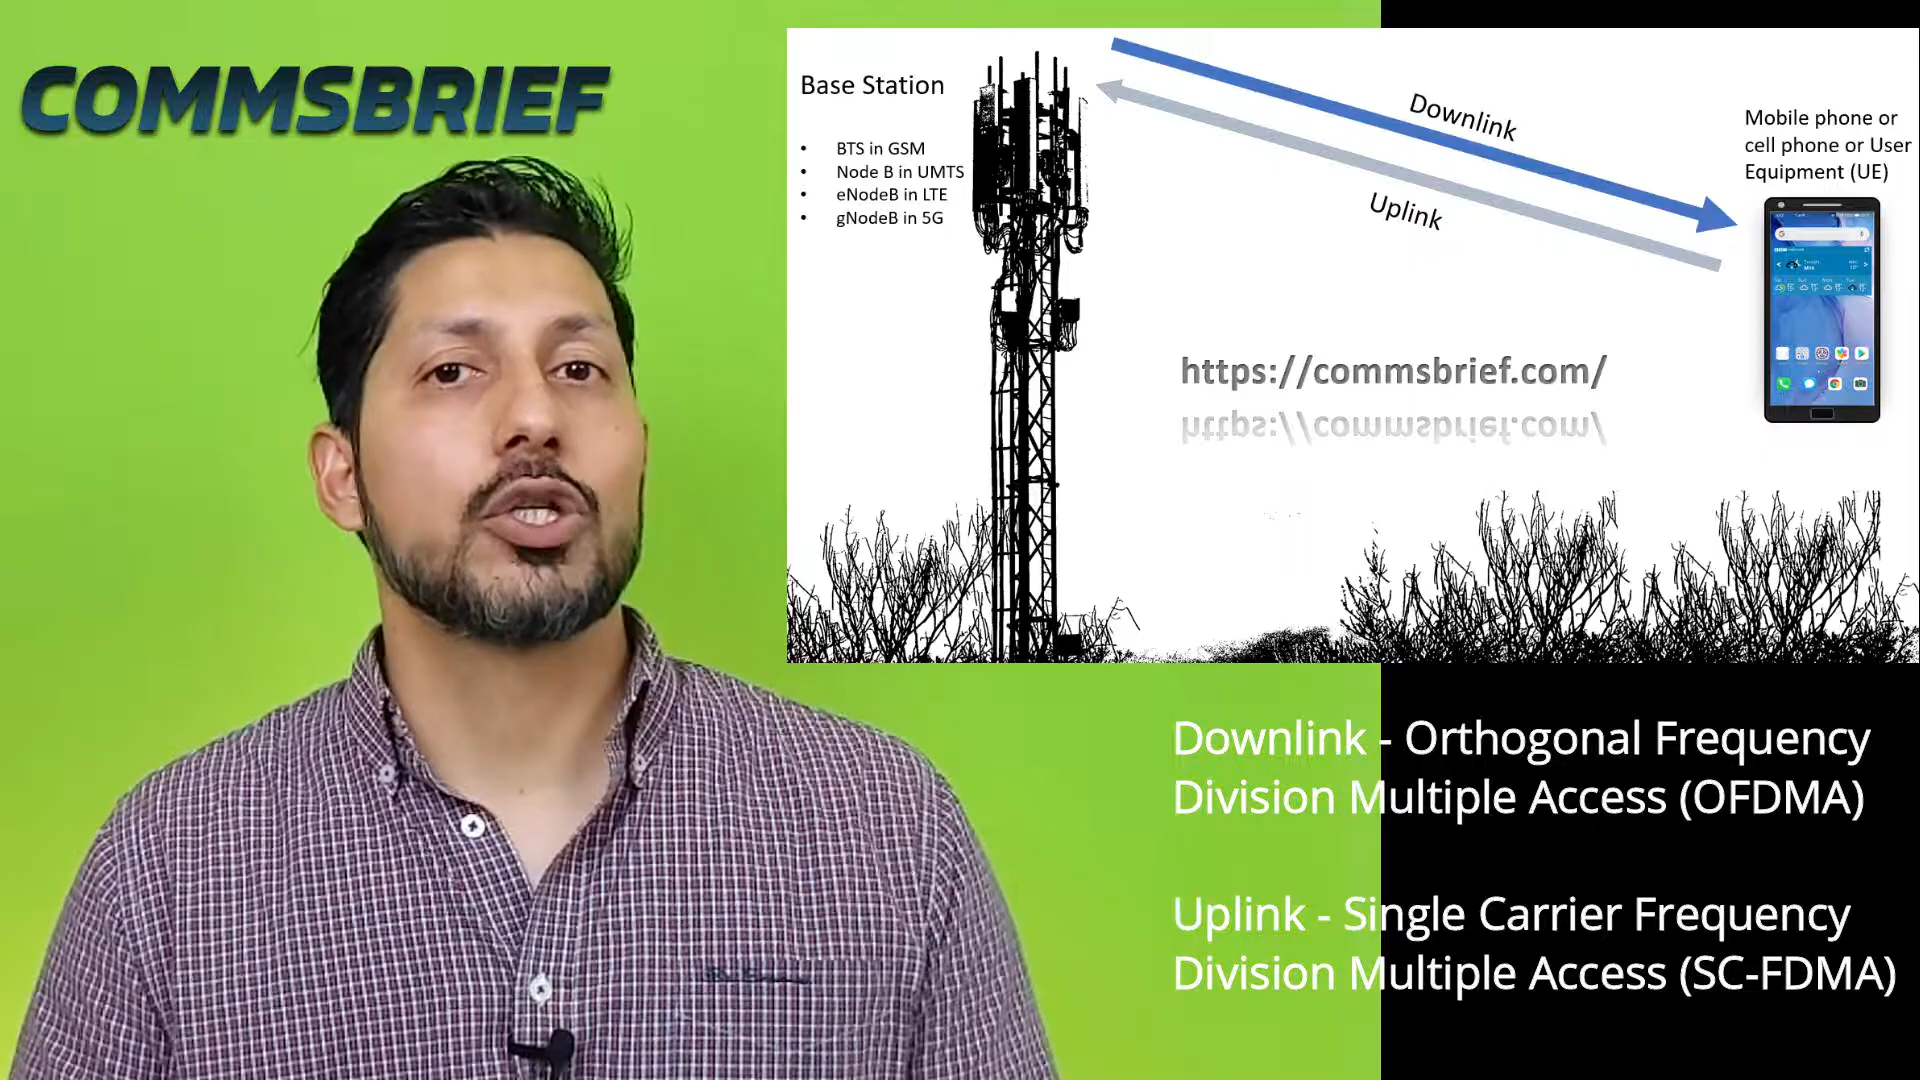 COMMSBRIEF
Base Station
• BTS in GSM
• Node B in UMTS
• eNodeB in LTE
• gNodeB in 5G
Downlink
Uplink
Mobile phone or
cell phone or User
Equipment (UE)
https://commsbrief.com/
Downlink - Orthogonal Frequency
Division Multiple Access (OFDMA)
Uplink - Single Carrier Frequency
Division Multiple Access (SC-FDMA)